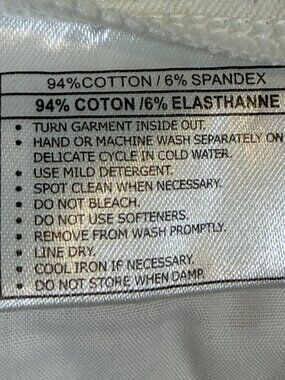 94% COTTON / 6% SPANDEX
94% COTON /6% ELASTHANNE
• TURN GARMENT INSIDE OUT.
• HAND OR MACHINE WASH SEPARATELY ON
DELICATE CYCLE IN COLD WATER.
• USE MILD DETERGENT.
• SPOT CLEAN WHEN NECESSARY.
• DO NOT BLEACH.
• DO NOT USE SOFTENERS.
• REMOVE FROM WASH PROMPTLY.
• LINE DRY.
• COOL IRON IF NECESSARY.
• DO NOT STORE WHEN DAMP.